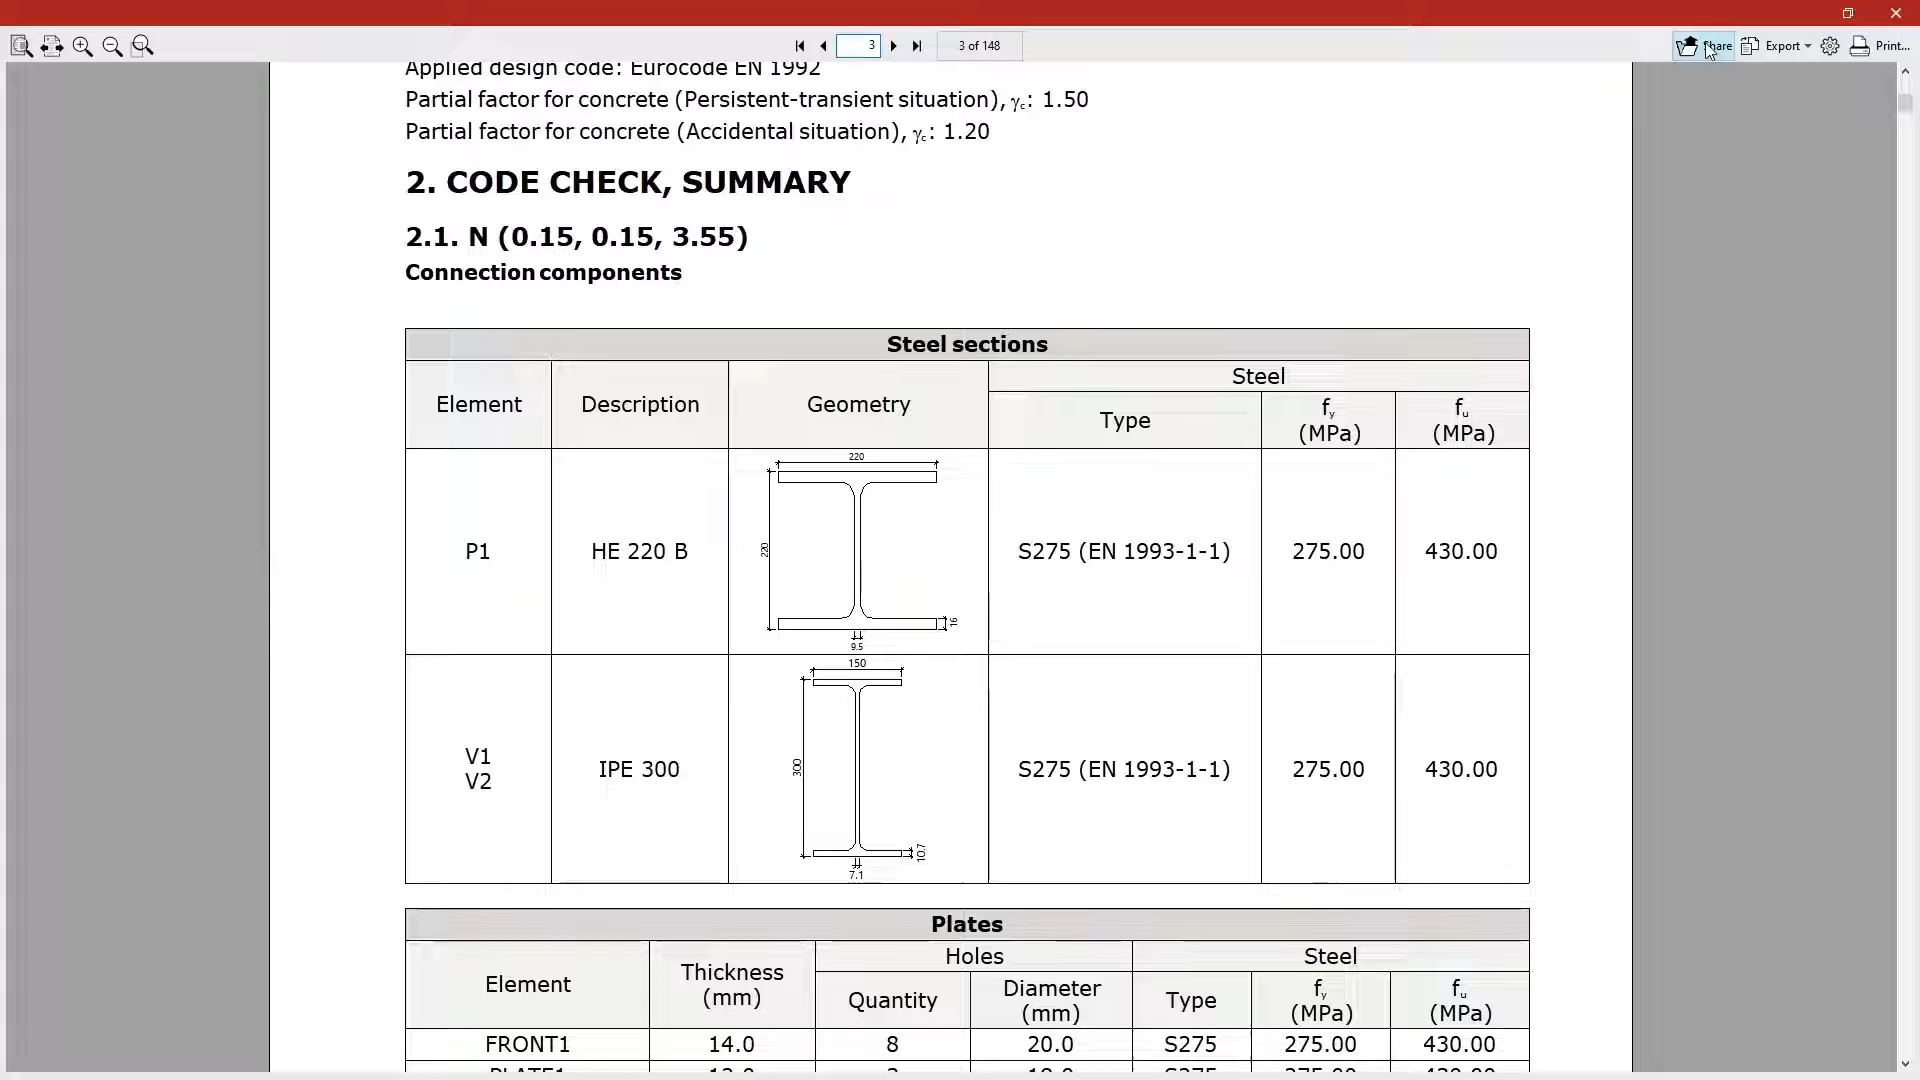 3
3 of 148
Share
Export
Print...
Applied design code: Eurocode EN 1992
Partial factor for concrete (Persistent-transient situation), γc: 1.50
Partial factor for concrete (Accidental situation), γc: 1.20
2. CODE CHECK, SUMMARY
2.1. N (0.15, 0.15, 3.55)
Connection components
Steel sections
Element
Description
Geometry
Steel
Type
fy
(MPa)
fu
(MPa)
P1
HE 220 B
220
220
16
9.5
S275 (EN 1993-1-1)
275.00
430.00
V1
V2
IPE 300
150
300
10.7
7.1
S275 (EN 1993-1-1)
275.00
430.00
Plates
Element
Thickness
(mm)
Holes
Steel
Quantity
Diameter
(mm)
Type
fy
(MPa)
fu
(MPa)
FRONT1
14.0
8
20.0
S275
275.00
430.00